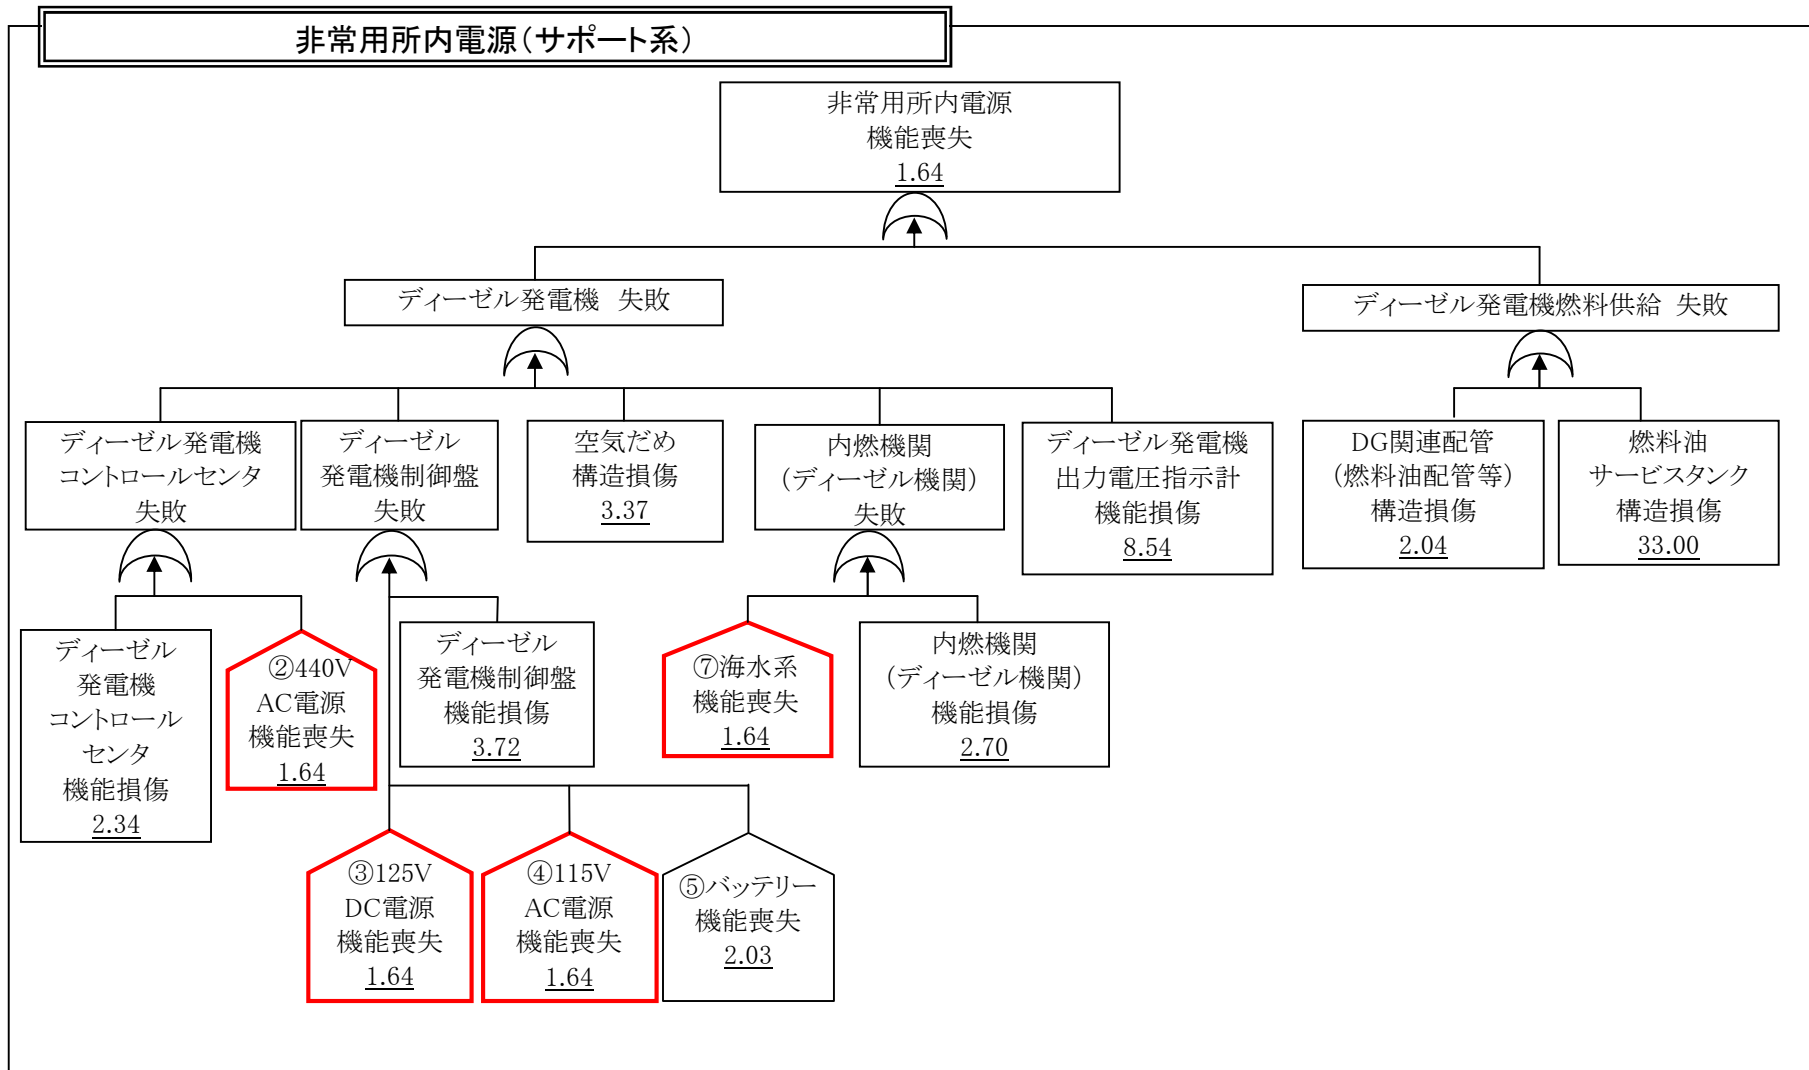 非常用所内電源(サポート系)
非常用所内電源
機能喪失
1.64
ディーゼル発電機 失敗
ディーゼル発電機燃料供給 失敗
ディーゼル発電機
コントロールセンタ
失敗
ディーゼル
発電機制御盤
失敗
空気だめ
構造損傷
3.37
内燃機関
(ディーゼル機関)
失敗
ディーゼル発電機
出力電圧指示計
機能損傷
8.54
DG関連配管
(燃料油配管等)
構造損傷
2.04
燃料油
サービスタンク
構造損傷
33.00
ディーゼル
発電機
コントロール
センタ
機能損傷
2.34
②440V
AC電源
機能喪失
1.64
ディーゼル
発電機制御盤
機能損傷
3.72
⑦海水系
機能喪失
1.64
内燃機関
(ディーゼル機関)
機能損傷
2.70
③125V
DC電源
機能喪失
1.64
④115V
AC電源
機能喪失
1.64
⑤バッテリー
機能喪失
2.03